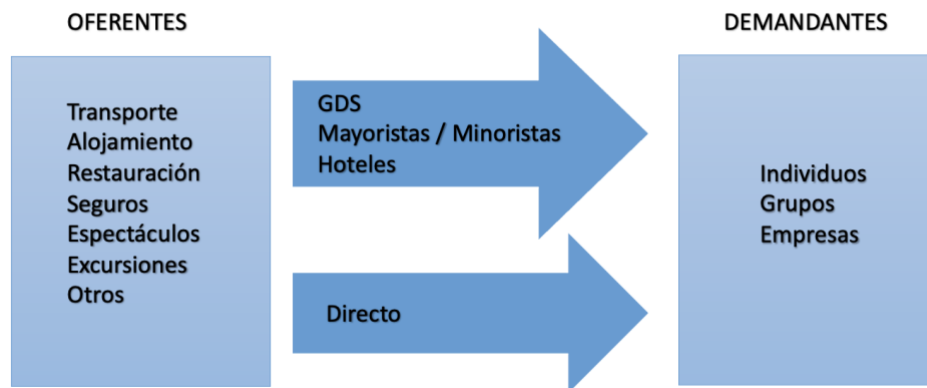 OFERENTES
DEMANDANTES
Transporte
Alojamiento
Restauración
Seguros
Espectáculos
Excursiones
Otros
GDS
Mayoristas / Minoristas
Hoteles
Directo
Individuos
Grupos
Empresas